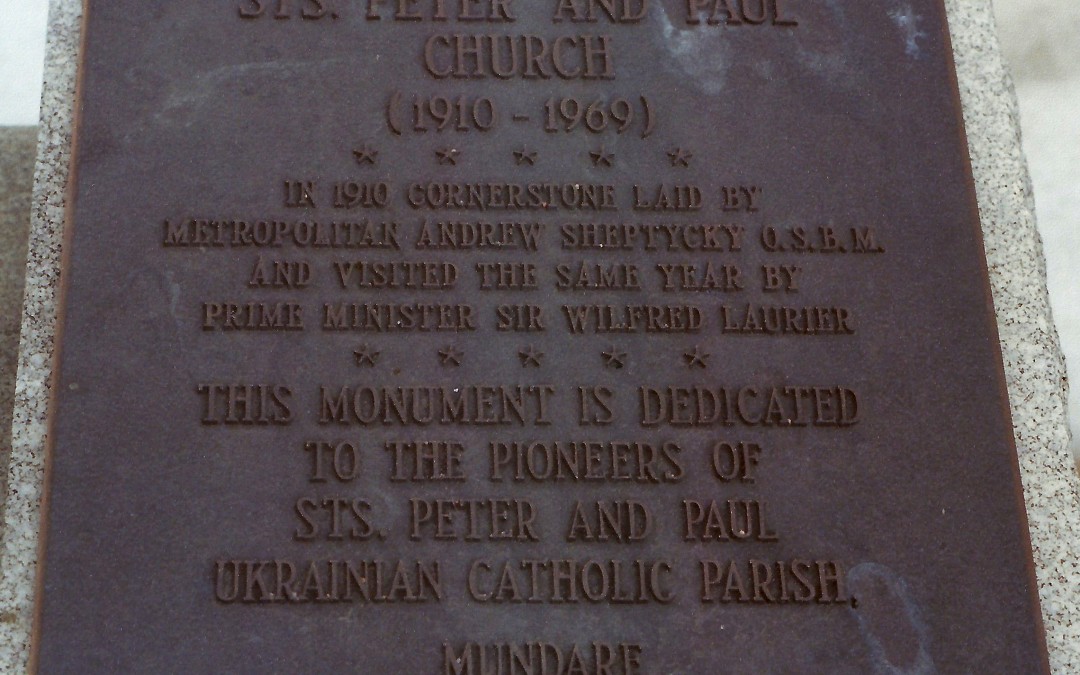 STS. PETER AND PAUL
CHURCH
(1910 - 1969)
* * * * *
IN 1910 CORNERSTONE LAID BY
METROPOLITAN ANDREW SHEPTYCKY O.S.B.M.
AND VISITED THE SAME YEAR BY
PRIME MINISTER SIR WILFRED LAURIER
* * * * *
THIS MONUMENT IS DEDICATED
TO THE PIONEERS OF
STS. PETER AND PAUL
UKRAINIAN CATHOLIC PARISH,
MUNDARE